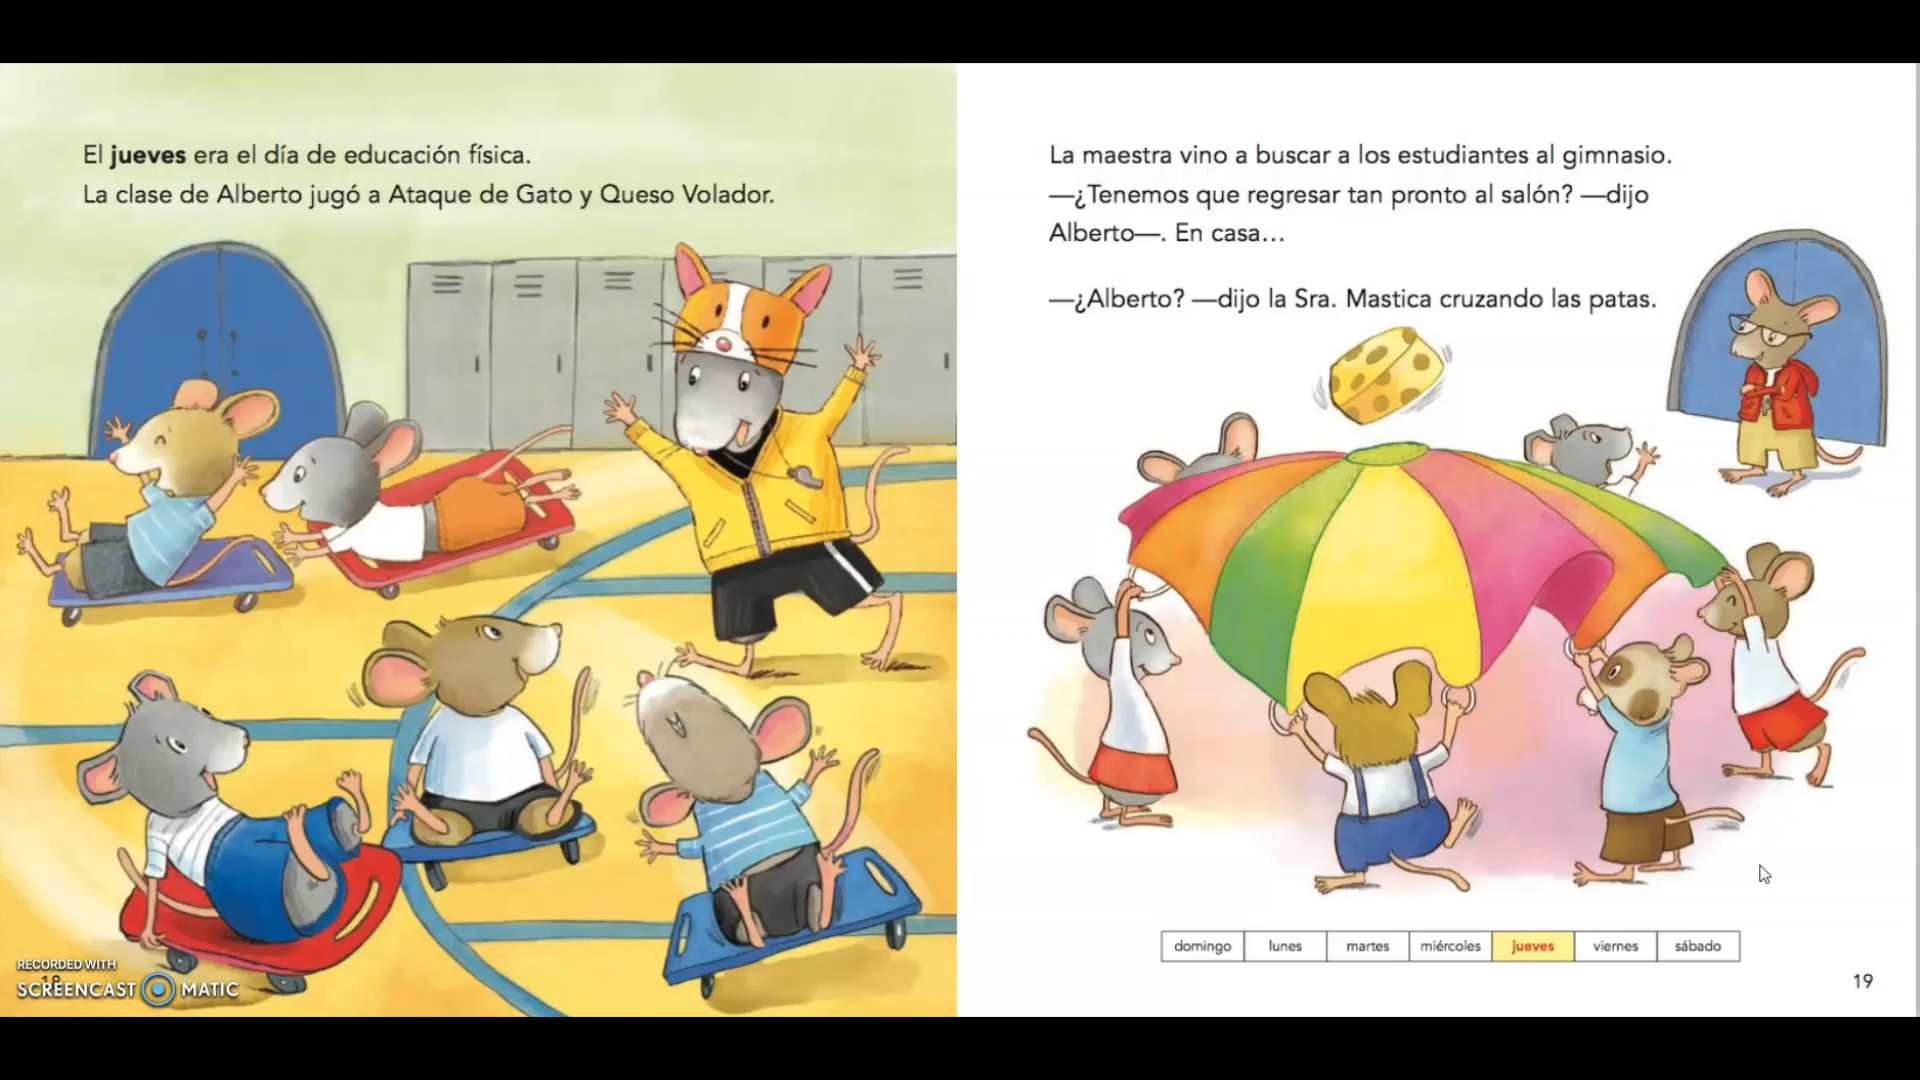 El jueves era el día de educación física.
La clase de Alberto jugó a Ataque de Gato y Queso Volador.
La maestra vino a buscar a los estudiantes al gimnasio.
—¿Tenemos que regresar tan pronto al salón? —dijo
Alberto—. En casa…
—¿Alberto? —dijo la Sra. Mastica cruzando las patas.
domingo lunes martes miércoles jueves viernes sábado
19
RECORDED WITH
SCREENCAST MATIC